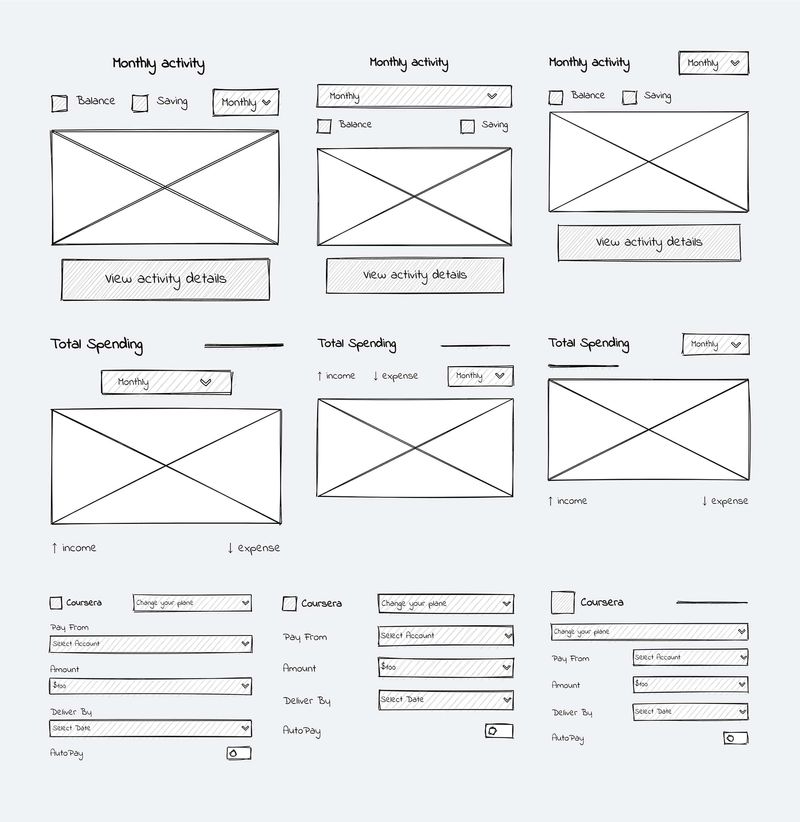 Monthly activity
Balance Saving Monthly
View activity details
Monthly activity
Monthly
Balance Saving
View activity details
Monthly activity Monthly
Balance Saving
View activity details
Total Spending
Monthly
↑ income ↓ expense
Total Spending
↑ income ↓ expense Monthly
Total Spending Monthly
↑ income ↓ expense
Coursera Change your plane
Pay From
Select Account
Amount
$100
Deliver By
Select Date
AutoPay
Coursera Change your plane
Pay From Select Account
Amount $100
Deliver By Select Date
AutoPay
Coursera
Change your plane
Pay From Select Account
Amount $100
Deliver By Select Date
AutoPay